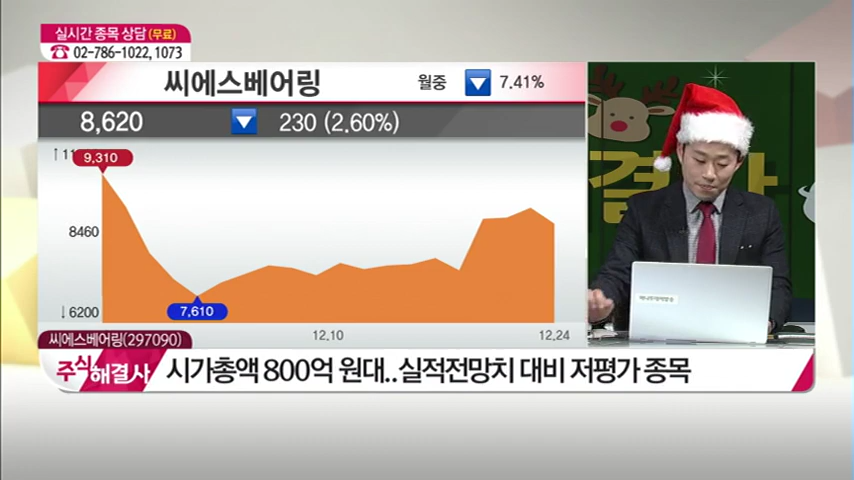 실시간 종목 상담 (무료)
☎ 02-786-1022, 1073
씨에스베어링
월중 ▼ 7.41%
8,620 ▼ 230 (2.60%)
9,310
8460
7,610
↓6200
12,10
12,24
씨에스베어링(297090)
주식해결사
시가총액 800억 원대..실적전망치 대비 저평가 종목